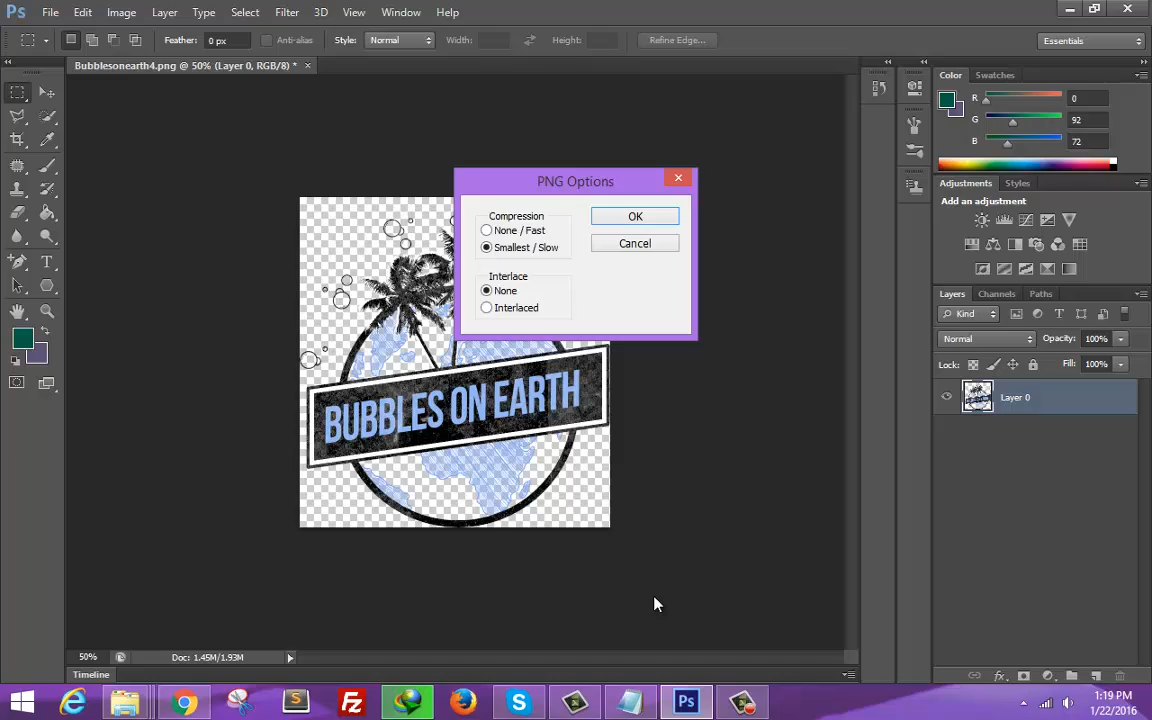 Ps File Edit Image Layer Type Select Filter 3D View Window Help
Feather: 0 px Anti-alias Style: Normal Width: Height: Refine Edge... Essentials
Bubblesonearth4.png @ 50% (Layer 0, RGB/8) *
Color Swatches
R 0
G 92
B 72
Adjustments Styles
Add an adjustment
Layers Channels Paths
Kind
Normal Opacity: 100%
Lock: Fill: 100%
Layer 0
PNG Options
Compression
None / Fast
Smallest / Slow
Interlace
None
Interlaced
OK
Cancel
BUBBLES ON EARTH
50% Doc: 1.45M/1.93M
Timeline
fx
S
Fz
S
Ps
1:19 PM
1/22/2016